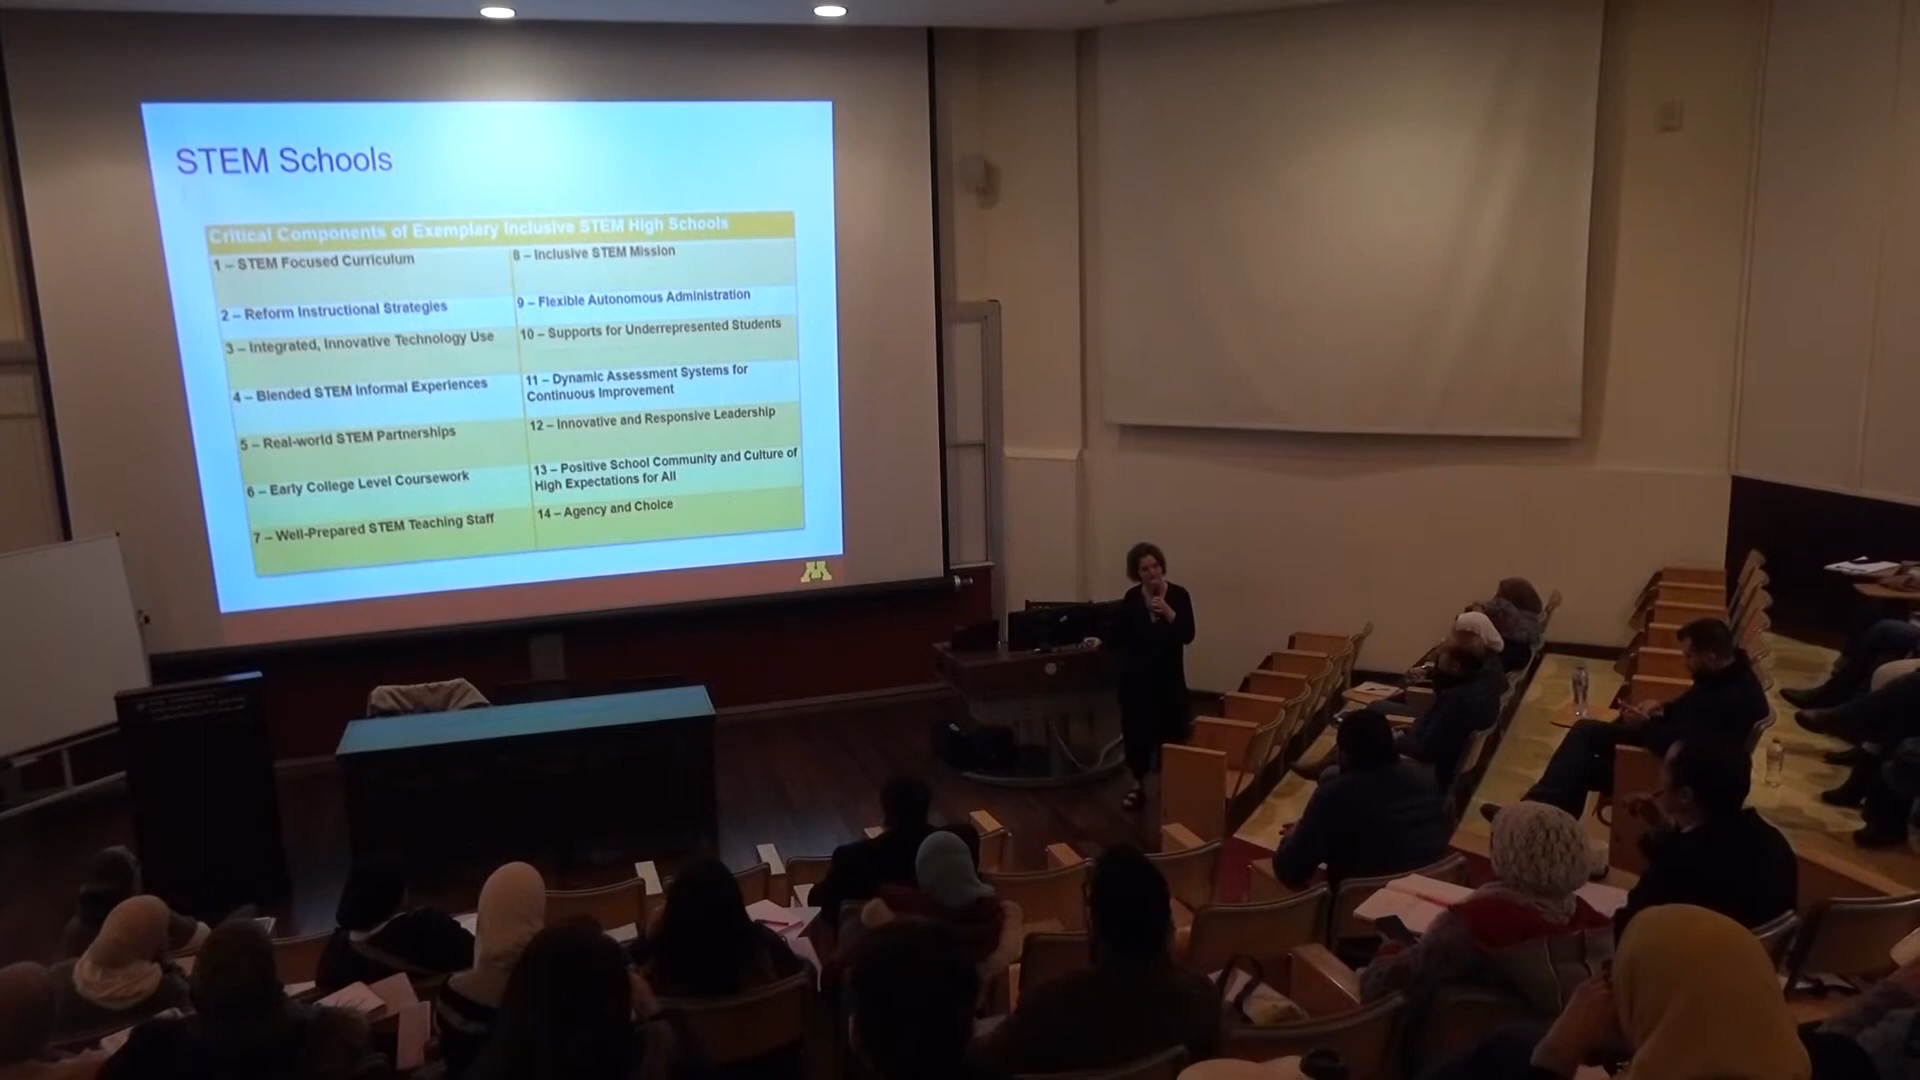 STEM Schools
Critical Components of Exemplary Inclusive STEM High Schools
1 – STEM Focused Curriculum
2 – Reform Instructional Strategies
3 – Integrated, Innovative Technology Use
4 – Blended STEM Informal Experiences
5 – Real-world STEM Partnerships
6 – Early College Level Coursework
7 – Well-Prepared STEM Teaching Staff
8 – Inclusive STEM Mission
9 – Flexible Autonomous Administration
10 – Supports for Underrepresented Students
11 – Dynamic Assessment Systems for
Continuous Improvement
12 – Innovative and Responsive Leadership
13 – Positive School Community and Culture of
High Expectations for All
14 – Agency and Choice
M